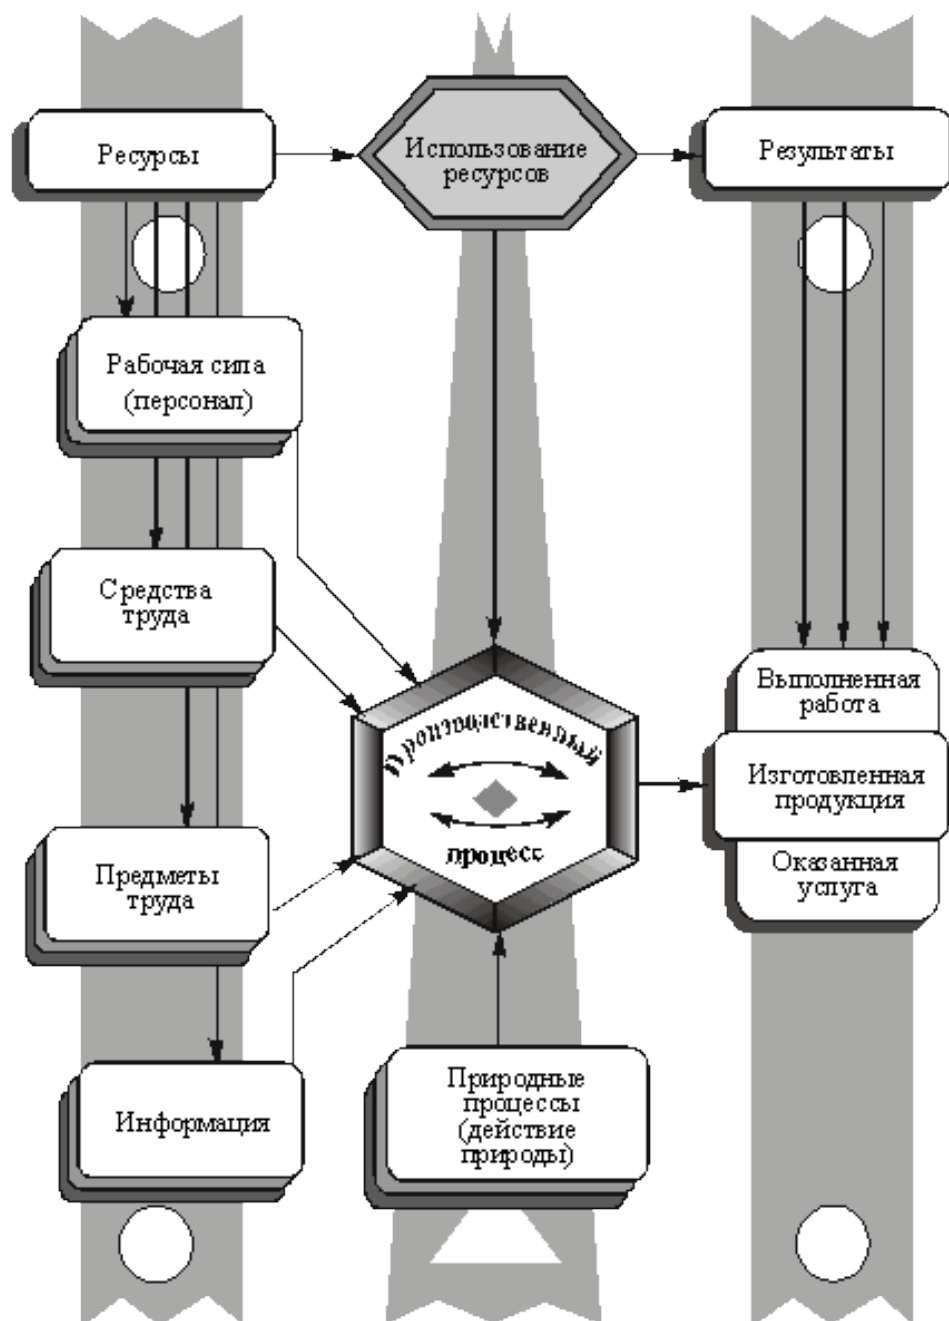 Ресурсы
Использование
ресурсов
Результаты
Рабочая сила
(персонал)
Средства
труда
Предметы
труда
Информация
Производственный
процесс
Природные
процессы
(действие
природы)
Выполненная
работа
Изготовленная
продукция
Оказанная
услуга